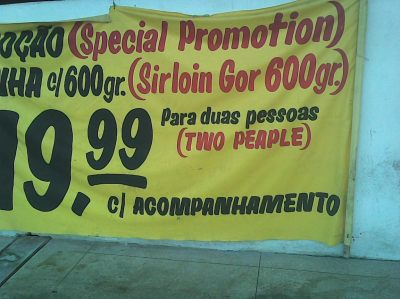 OÇÃO (Special Promotion)
NHA c/600gr. (Sirloin Gor 600gr.)
19.99 Para duas pessoas
(TWO PEAPLE)
c/ ACOMPANHAMENTO